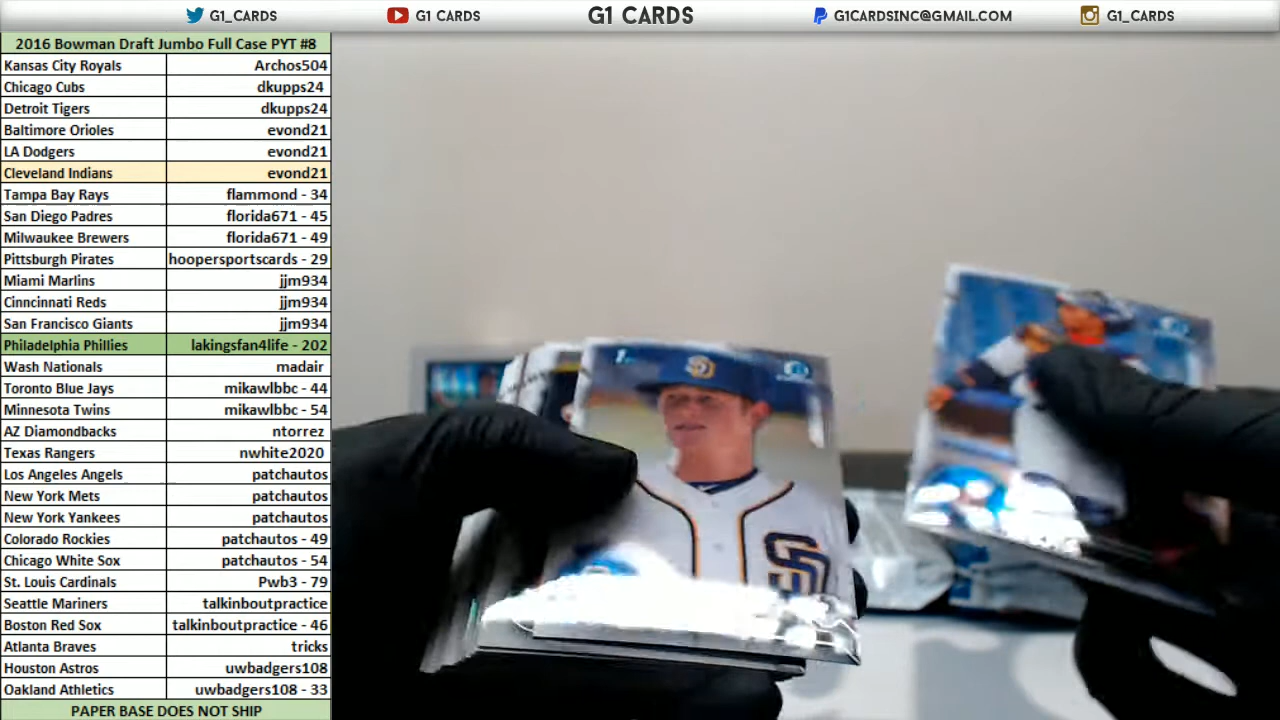 G1_CARDS
G1 CARDS
G1 CARDS
G1CARDSINC@GMAIL.COM
G1_CARDS
2016 Bowman Draft Jumbo Full Case PYT #8
Kansas City Royals Archos504
Chicago Cubs dkupps24
Detroit Tigers dkupps24
Baltimore Orioles evond21
LA Dodgers evond21
Cleveland Indians evond21
Tampa Bay Rays flammond - 34
San Diego Padres florida671 - 45
Milwaukee Brewers florida671 - 49
Pittsburgh Pirates hoopersportscards - 29
Miami Marlins jjm934
Cinncinnati Reds jjm934
San Francisco Giants jjm934
Philadelphia Phillies lakingsfan4life - 202
Wash Nationals madair
Toronto Blue Jays mikawlbbc - 44
Minnesota Twins mikawlbbc - 54
AZ Diamondbacks ntorrez
Texas Rangers nwhite2020
Los Angeles Angels patchautos
New York Mets patchautos
New York Yankees patchautos
Colorado Rockies patchautos - 49
Chicago White Sox patchautos - 54
St. Louis Cardinals Pwb3 - 79
Seattle Mariners talkinboutpractice
Boston Red Sox talkinboutpractice - 46
Atlanta Braves tricks
Houston Astros uwbadgers108
Oakland Athletics uwbadgers108 - 33
PAPER BASE DOES NOT SHIP
SD
SD